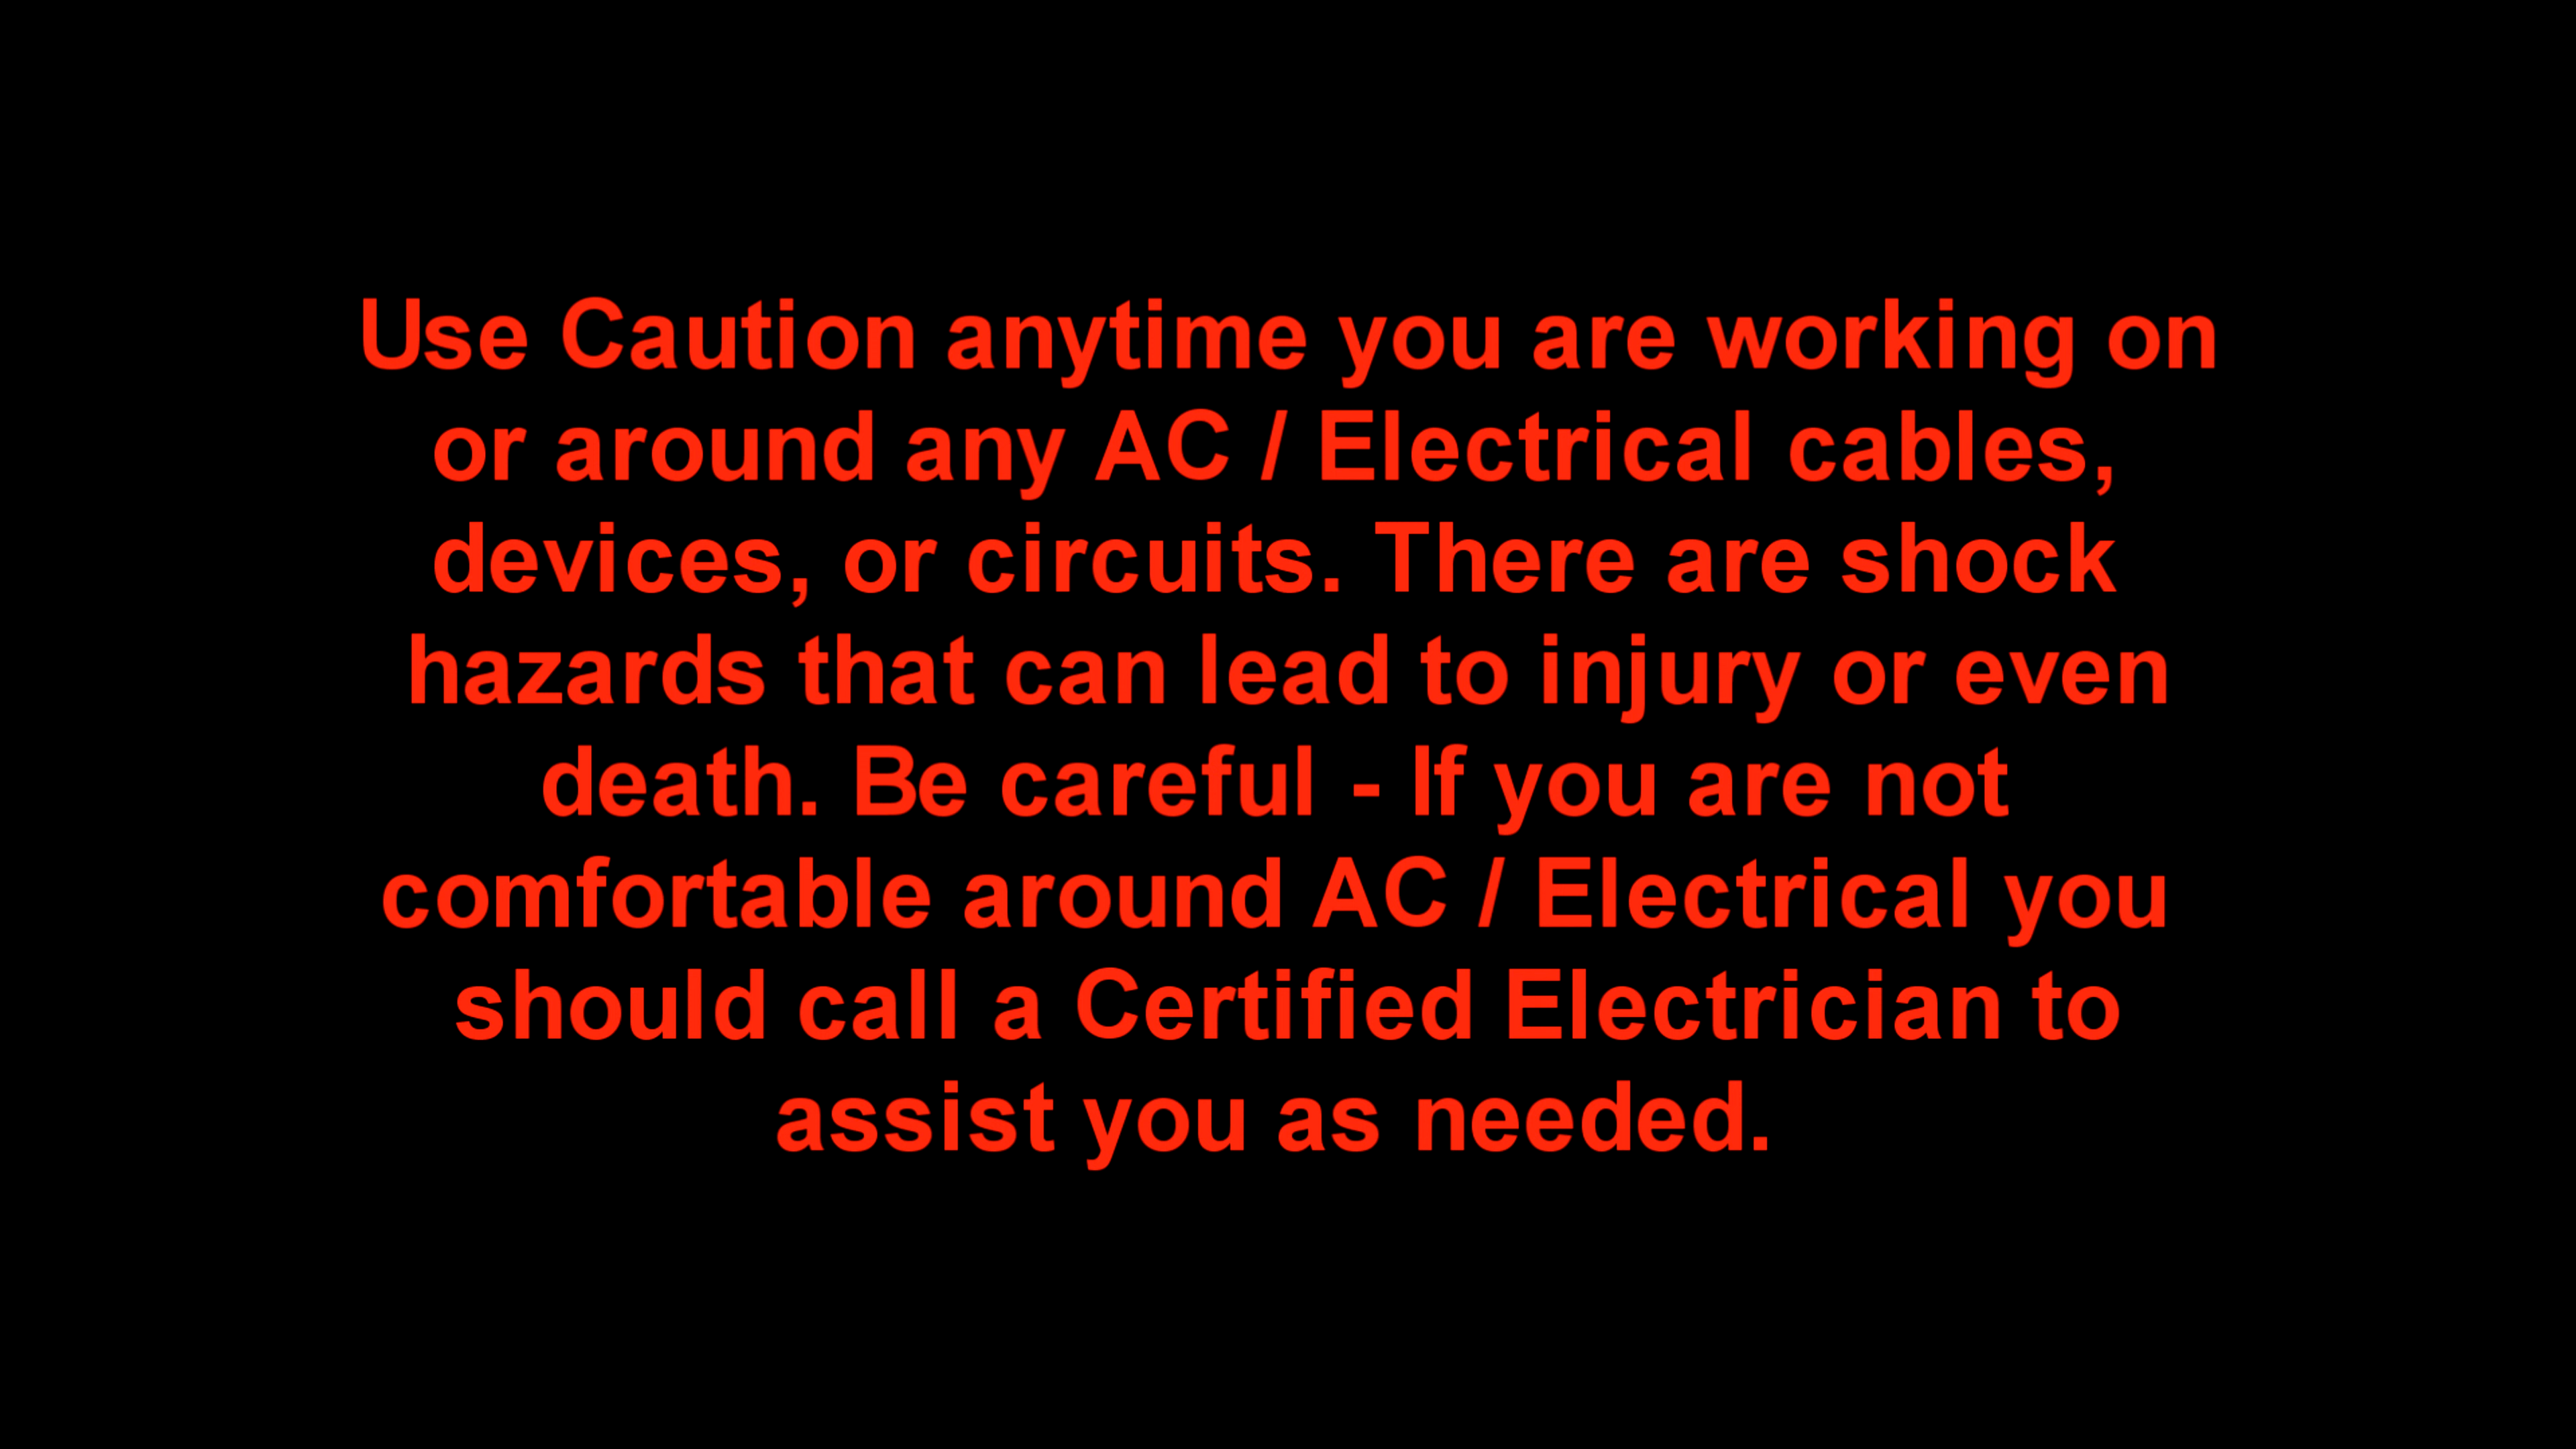 Use Caution anytime you are working on
or around any AC / Electrical cables,
devices, or circuits. There are shock
hazards that can lead to injury or even
death. Be careful - If you are not
comfortable around AC / Electrical you
should call a Certified Electrician to
assist you as needed.